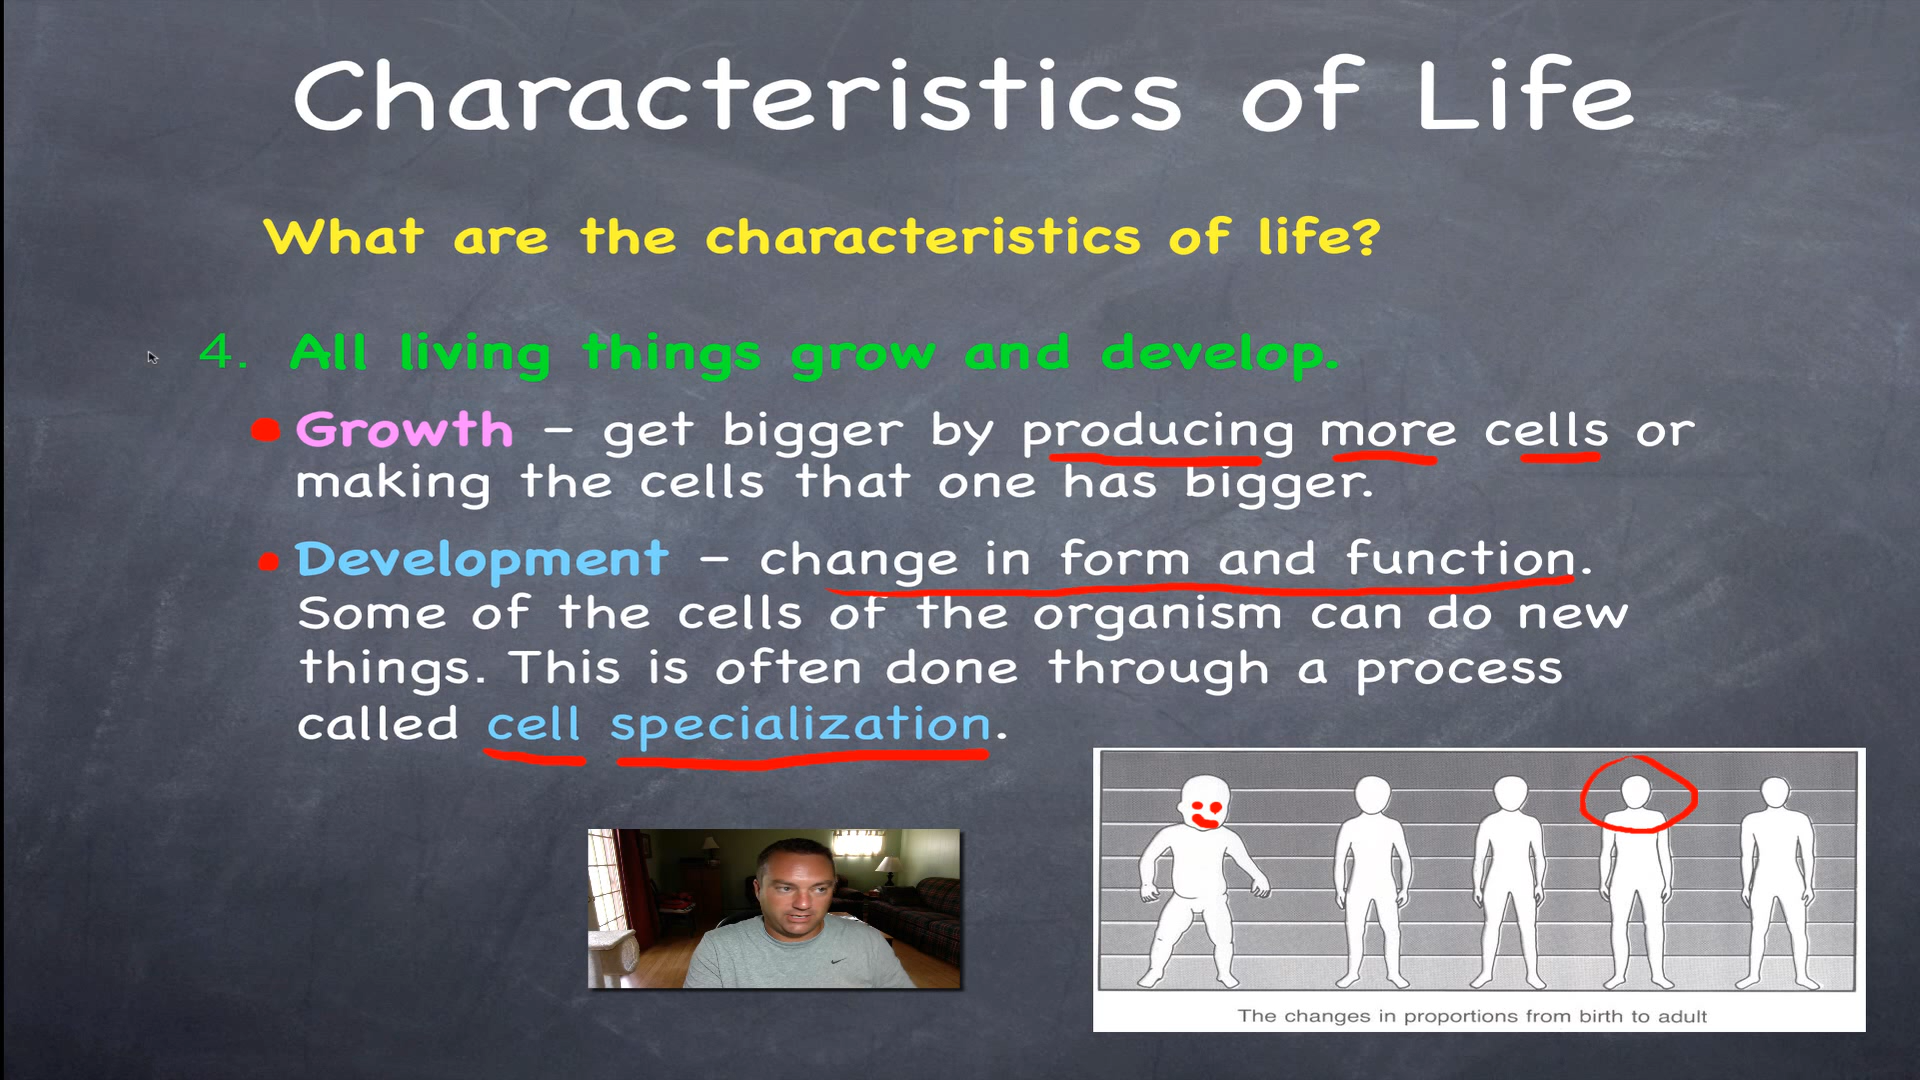 Characteristics of Life
What are the characteristics of life?
4. All living things grow and develop.
Growth – get bigger by producing more cells or
making the cells that one has bigger.
Development – change in form and function.
Some of the cells of the organism can do new
things. This is often done through a process
called cell specialization.
The changes in proportions from birth to adult